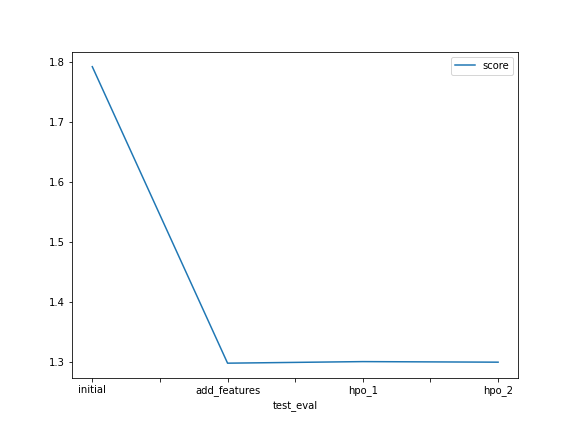 score
1.8
1.7
1.6
1.5
1.4
1.3
initial add_features hpo_1 hpo_2
test_eval